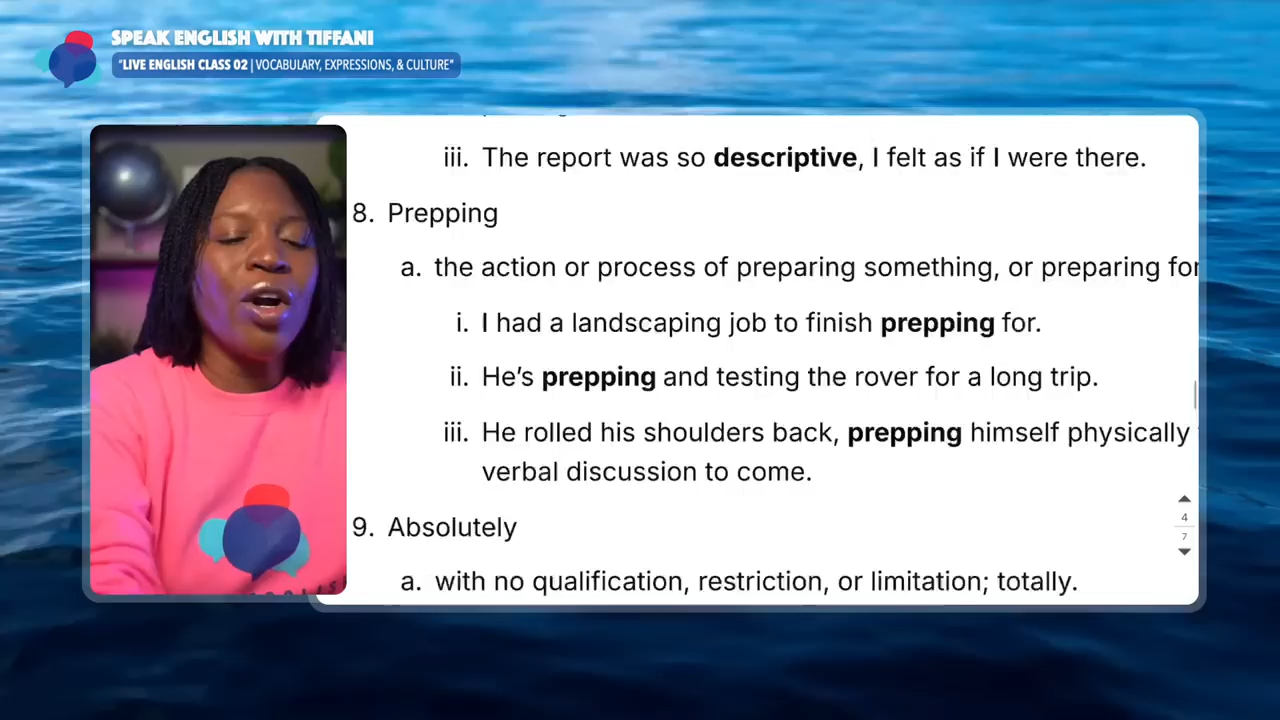 SPEAK ENGLISH WITH TIFFANI
"LIVE ENGLISH CLASS 02 | VOCABULARY, EXPRESSIONS, & CULTURE"
iii. The report was so descriptive, I felt as if I were there.
8. Prepping
a. the action or process of preparing something, or preparing for
i. I had a landscaping job to finish prepping for.
ii. He’s prepping and testing the rover for a long trip.
iii. He rolled his shoulders back, prepping himself physically
verbal discussion to come.
4
7
9. Absolutely
a. with no qualification, restriction, or limitation; totally.